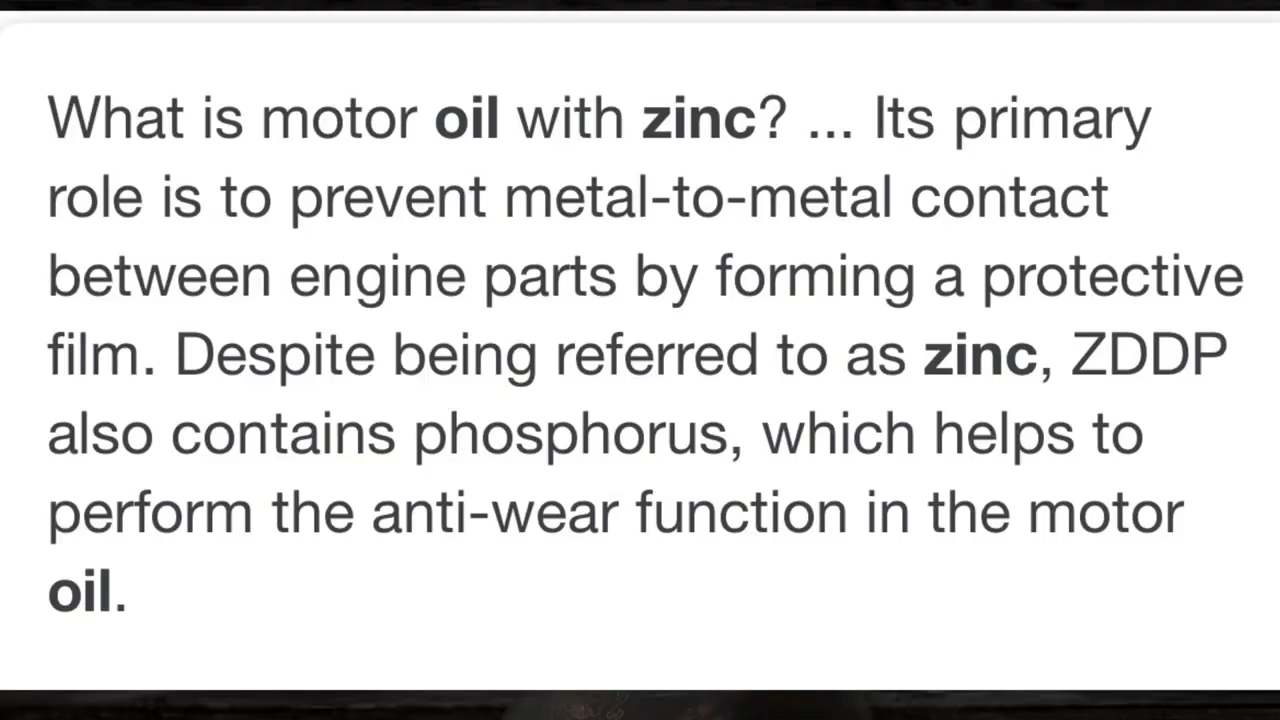 What is motor oil with zinc? ... Its primary
role is to prevent metal-to-metal contact
between engine parts by forming a protective
film. Despite being referred to as zinc, ZDDP
also contains phosphorus, which helps to
perform the anti-wear function in the motor
oil.